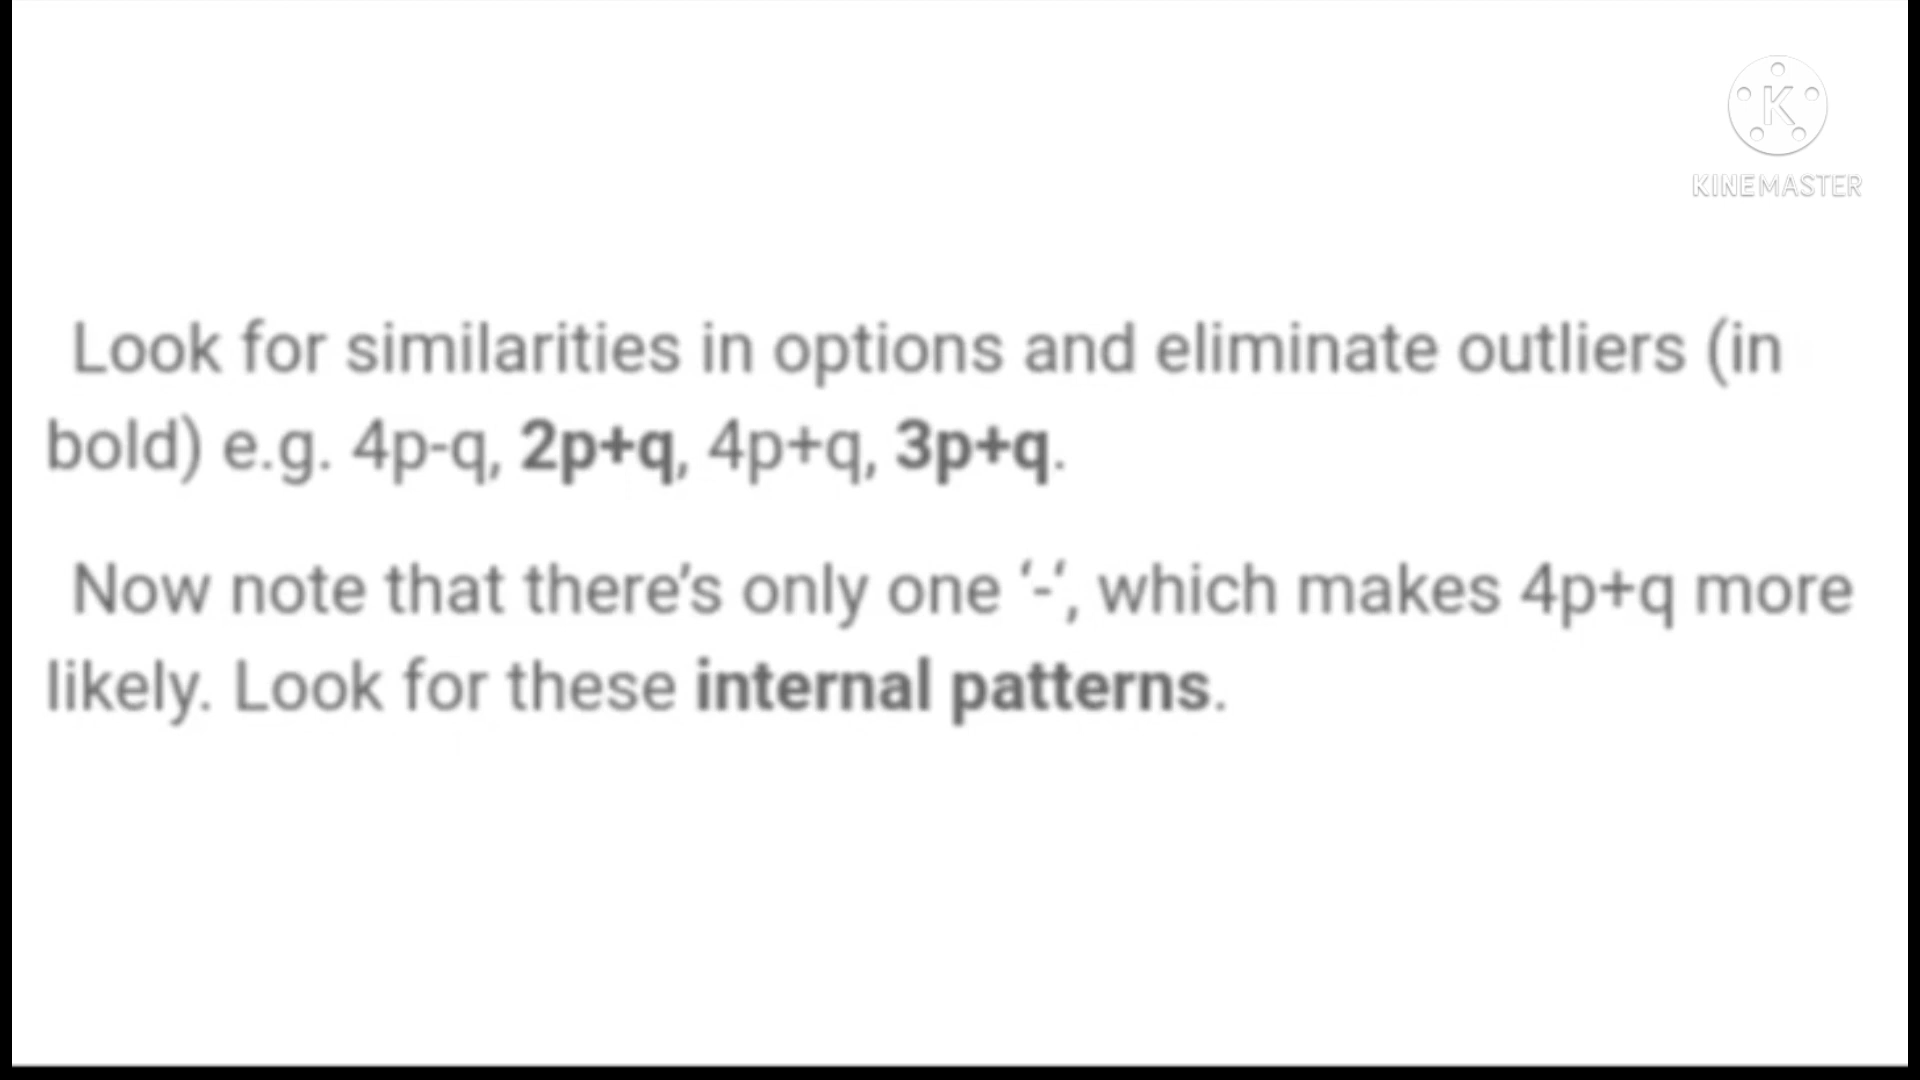 K
KINEMASTER
Look for similarities in options and eliminate outliers (in
bold) e.g. 4p-q, 2p+q, 4p+q, 3p+q.
Now note that there’s only one ‘-‘, which makes 4p+q more
likely. Look for these internal patterns.